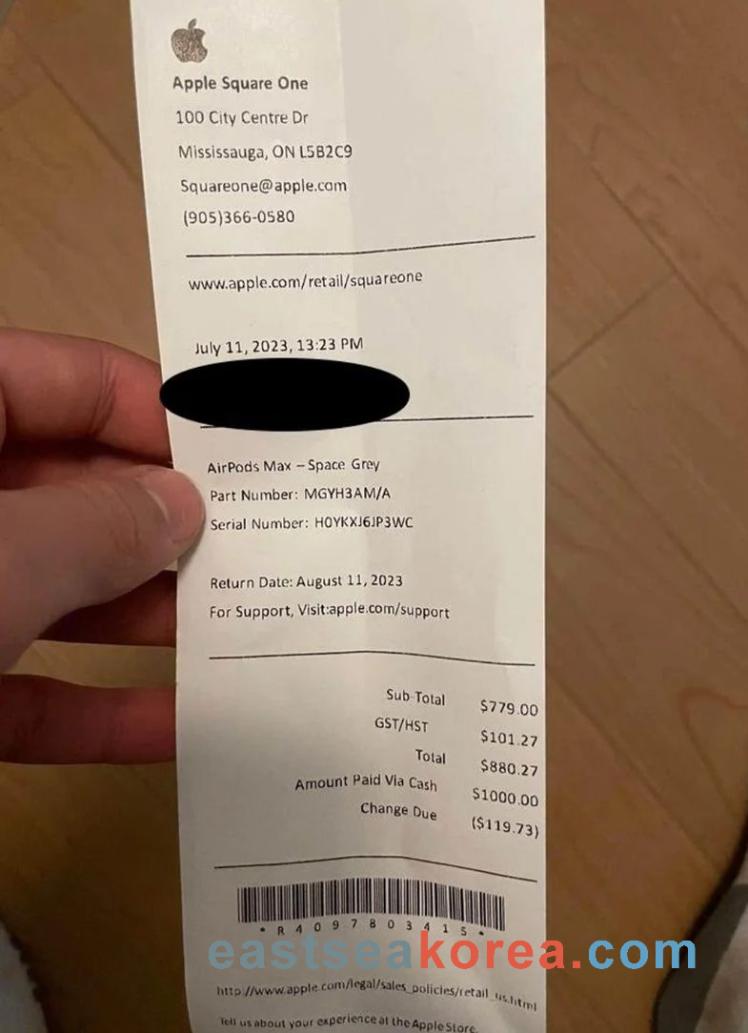 Apple Square One
100 City Centre Dr
Mississauga, ON L5B2C9
Squareone@apple.com
(905)366-0580
www.apple.com/retail/squareone
July 11, 2023, 13:23 PM
AirPods Max – Space Grey
Part Number: MGYH3AM/A
Serial Number: H0YKXJ6JP3WC
Return Date: August 11, 2023
For Support, Visit:apple.com/support
Sub Total $779.00
GST/HST $101.27
Total $880.27
Amount Paid Via Cash $1000.00
Change Due ($119.73)
* R 4 0 9 7 8 0 3 4 1 5 *
eastseakorea.com
http://www.apple.com/legal/sales_policies/retail_us.html
Tell us about your experience at the Apple Store.